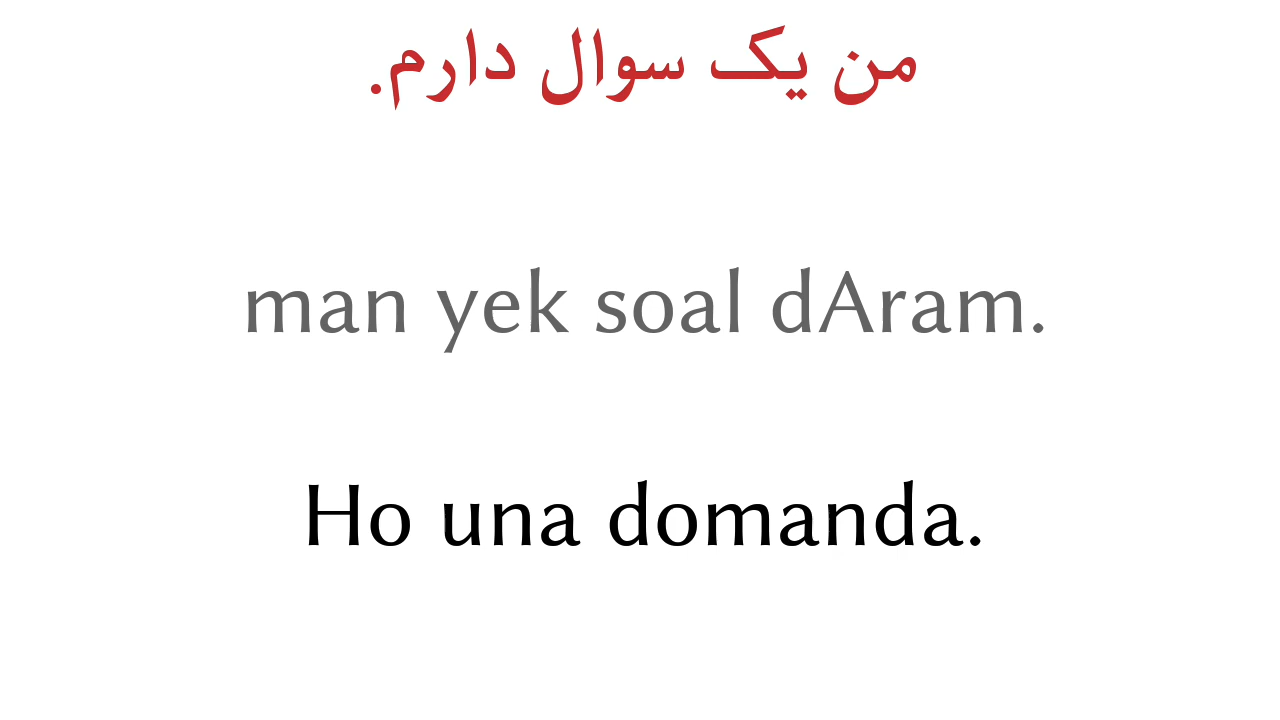 من یک سوال دارم.
man yek soal dAram.
Ho una domanda.